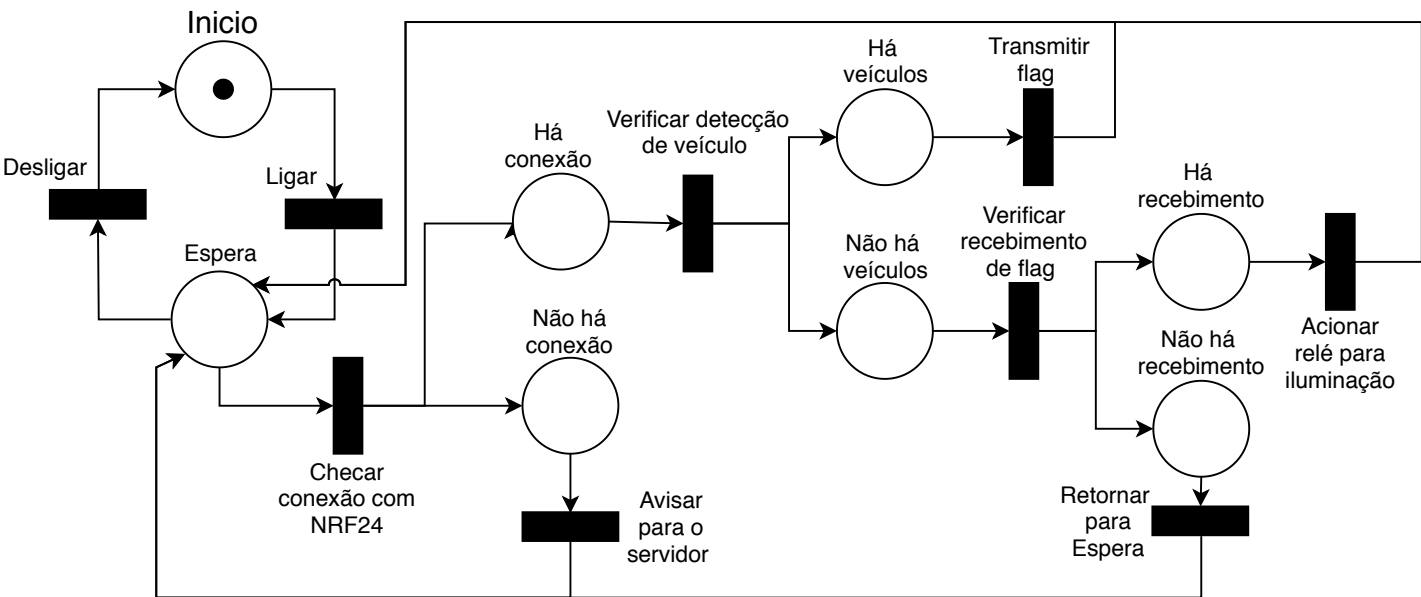 Inicio
Desligar
Ligar
Espera
Checar
conexão com
NRF24
Há
conexão
Não há
conexão
Avisar
para o
servidor
Verificar detecção
de veículo
Há
veículos
Não há
veículos
Transmitir
flag
Verificar
recebimento
de flag
Há
recebimento
Não há
recebimento
Acionar
relé para
iluminação
Retornar
para
Espera